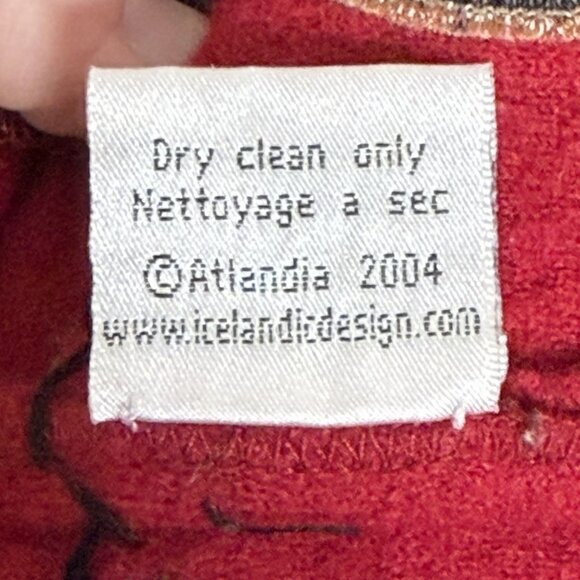 Dry clean only
Nettoyage a sec
©Atlandia 2004
www.icelandicdesign.com